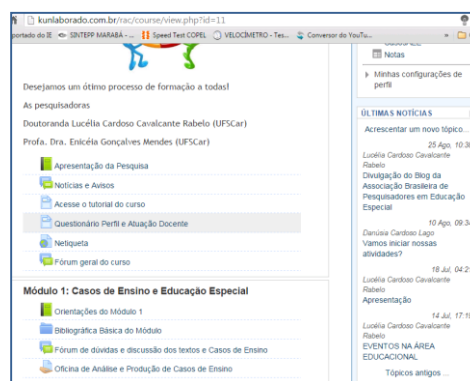 kunlaborado.com.br/rac/course/view.php?id=11
portado do IE
SINTEPP MARABÁ - ...
Speed Test COPEL
VELOCÍMETRO - Tes...
Conversor do YouTu...
»
Desejamos um ótimo processo de formação a todas!
As pesquisadoras
Doutoranda Lucélia Cardoso Cavalcante Rabelo (UFSCar)
Profa. Dra. Enicéia Gonçalves Mendes (UFSCar)
Apresentação da Pesquisa
Notícias e Avisos
Acesse o tutorial do curso
Questionário Perfil e Atuação Docente
Netiqueta
Fórum geral do curso
Módulo 1: Casos de Ensino e Educação Especial
Orientações do Módulo 1
Bibliográfica Básica do Módulo
Fórum de dúvidas e discussão dos textos e Casos de Ensino
Oficina de Análise e Produção de Casos de Ensino
Notas
Minhas configurações de
perfil
ÚLTIMAS NOTÍCIAS
Acrescentar um novo tópico...
25 Ago, 10:30
Lucélia Cardoso Cavalcante
Rabelo
Divulgação do Blog da
Associação Brasileira de
Pesquisadores em Educação
Especial
10 Ago, 09:34
Danúsia Cardoso Lago
Vamos iniciar nossas
atividades?
18 Jul, 04:2
Lucélia Cardoso Cavalcante
Rabelo
Apresentação
14 Jul, 17:1
Lucélia Cardoso Cavalcante
Rabelo
EVENTOS NA ÁREA
EDUCACIONAL
Tópicos antigos ...